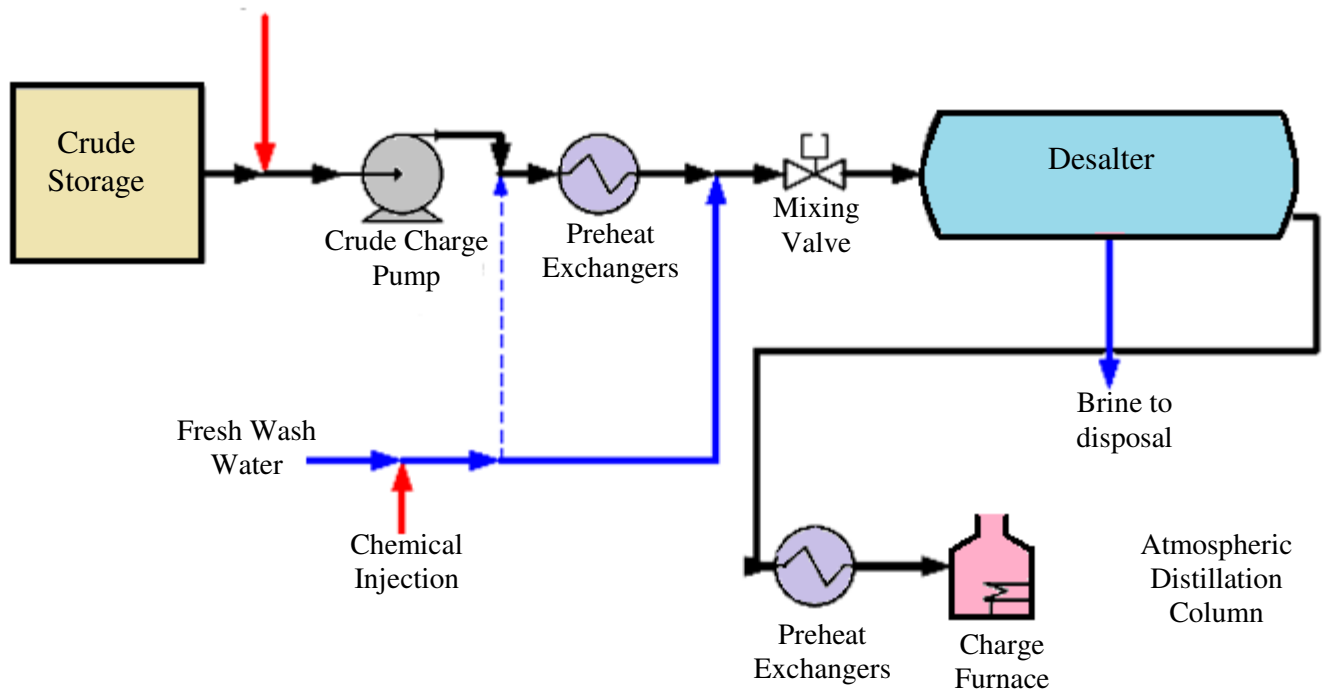 Crude
Storage
Desalter
Crude Charge
Pump
Preheat
Exchangers
Mixing
Valve
Fresh Wash
Water
Chemical
Injection
Brine to
disposal
Preheat
Exchangers
Charge
Furnace
Atmospheric
Distillation
Column